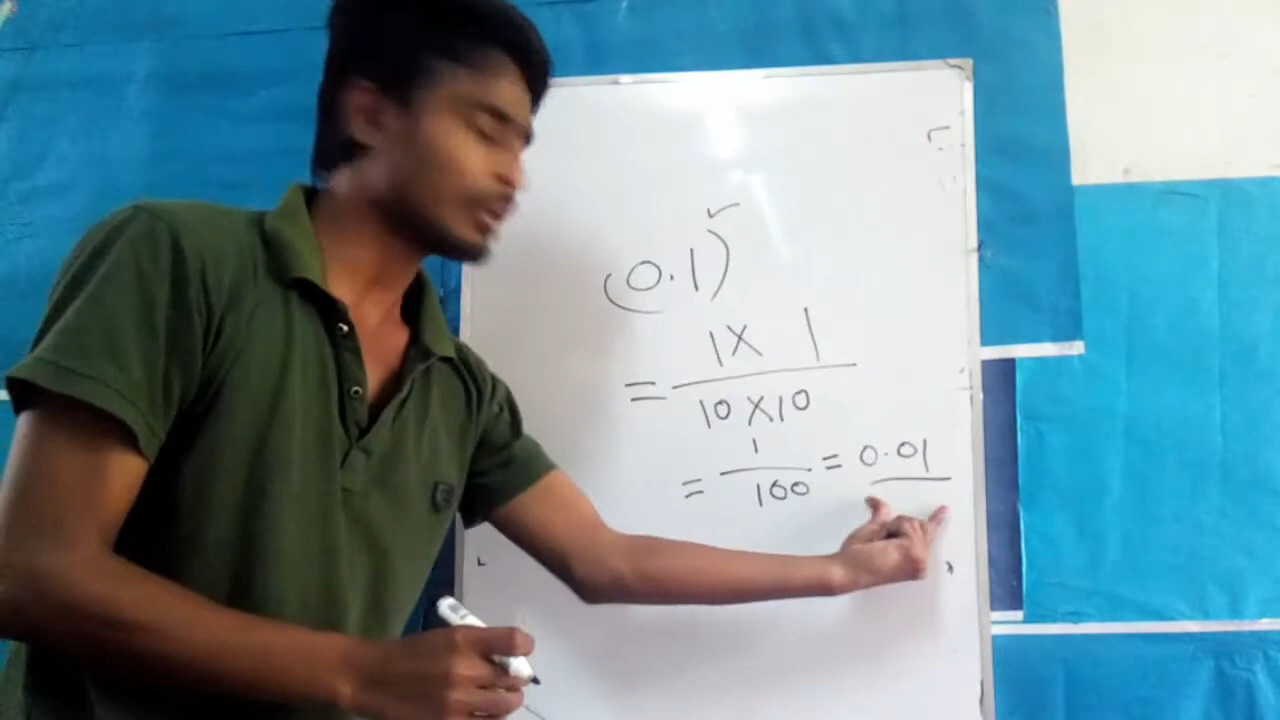 (0.1)²
= 1 × 1 / 10 × 10
= 1 / 100 = 0.01